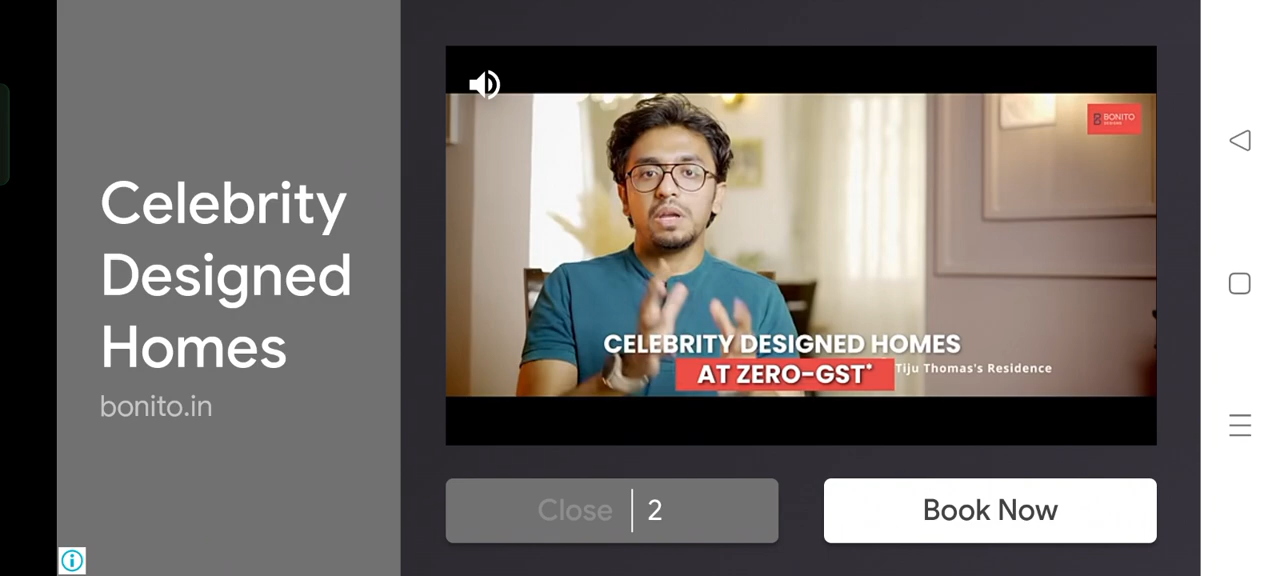 Celebrity
Designed
Homes
bonito.in
BONITO
DESIGNS
CELEBRITY DESIGNED HOMES
AT ZERO-GST*
Tiju Thomas's Residence
Close
2
Book Now